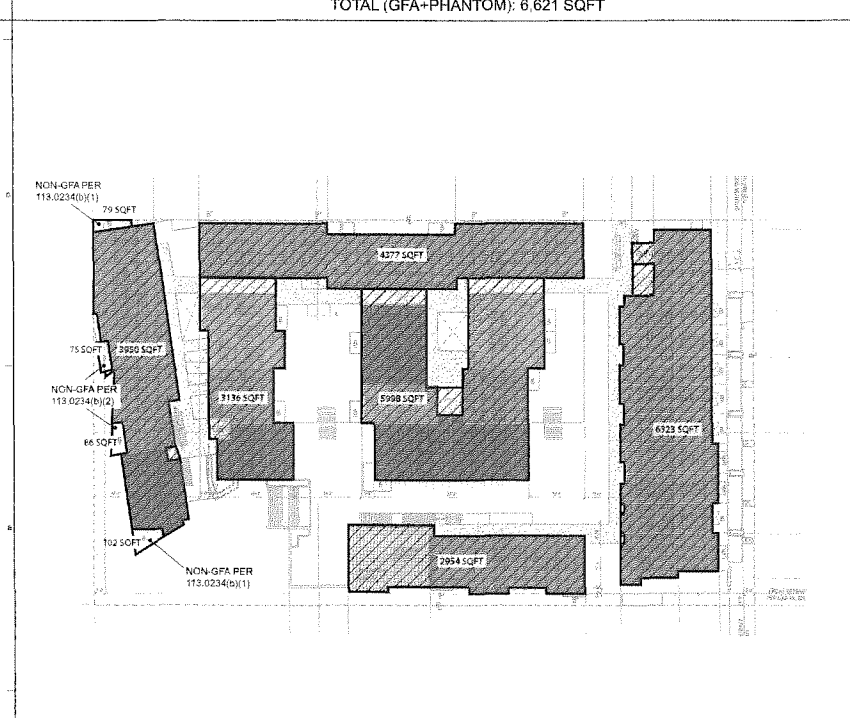 TOTAL (GFA+PHANTOM): 6,621 SQFT
NON-GFA PER
113.0234(b)(1)
79 SQFT
4377 SQFT
75 SQFT
3950 SQFT
NON-GFA PER
113.0234(b)(2)
3136 SQFT
5998 SQFT
86 SQFT
6323 SQFT
102 SQFT
2954 SQFT
NON-GFA PER
113.0234(b)(1)